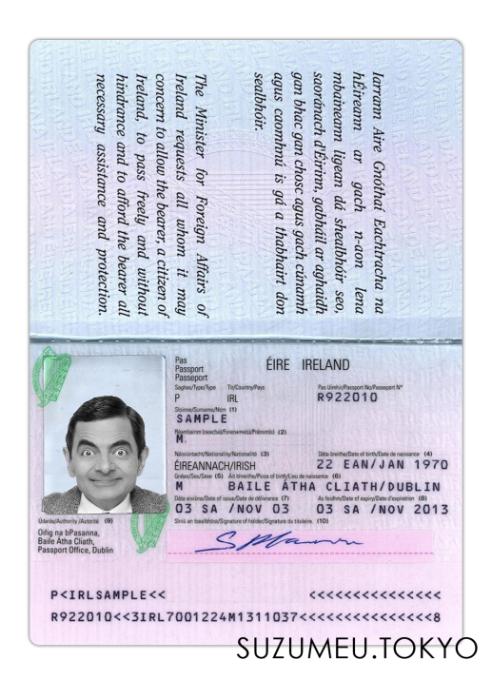 Iarann Aire Gnóthaí Eachtracha na
hÉireann ar gach n-aon lena
mbaineann ligean dá shealbhóir seo,
saoránach d'Éirinn, gabháil ar aghaidh
gan bhac gan chosc agus gach cúnamh
agus caomhnú is gá a thabhairt don
sealbhóir.
The Minister for Foreign Affairs of
Ireland requests all whom it may
concern to allow the bearer, a citizen of
Ireland, to pass freely and without
hindrance and to afford the bearer all
necessary assistance and protection.
Pas
Passport
Passeport
ÉIRE IRELAND
Saghas/Type/Type Tír/Country/Pays Pas Uimhir/Passport No/Passeport N°
P IRL R922010
Sloinne/Surname/Nom (1)
SAMPLE
(2)
M.
Náisiúntacht/Nationality/Nationalité (3) Dáta breithe/Date of birth/Date de naissance (4)
ÉIREANNACH/IRISH 22 EAN/JAN 1970
Gnéas/Sex/Sexe (5) Áit bhreithe/Place of birth/Lieu de naissance (6)
M BAILE ÁTHA CLIATH/DUBLIN
Dáta eisiúna/Date of issue/Date de délivrance (7) As feidhm/Date of expiry/Date d'expiration (8)
03 SA /NOV 03 03 SA /NOV 2013
Údarás/Authority/Autorité (9) Síniú an tsealbhóra/Signature of holder/Signature du titulaire (10)
Oifig na bPasanna,
Baile Átha Cliath,
Passport Office, Dublin
P<IRLSAMPLE<< <<<<<<<<<<<<<<<<
R922010<<3IRL7001224M1311037<<<<<<<<<<<<<<<8
SUZUMEU.TOKYO